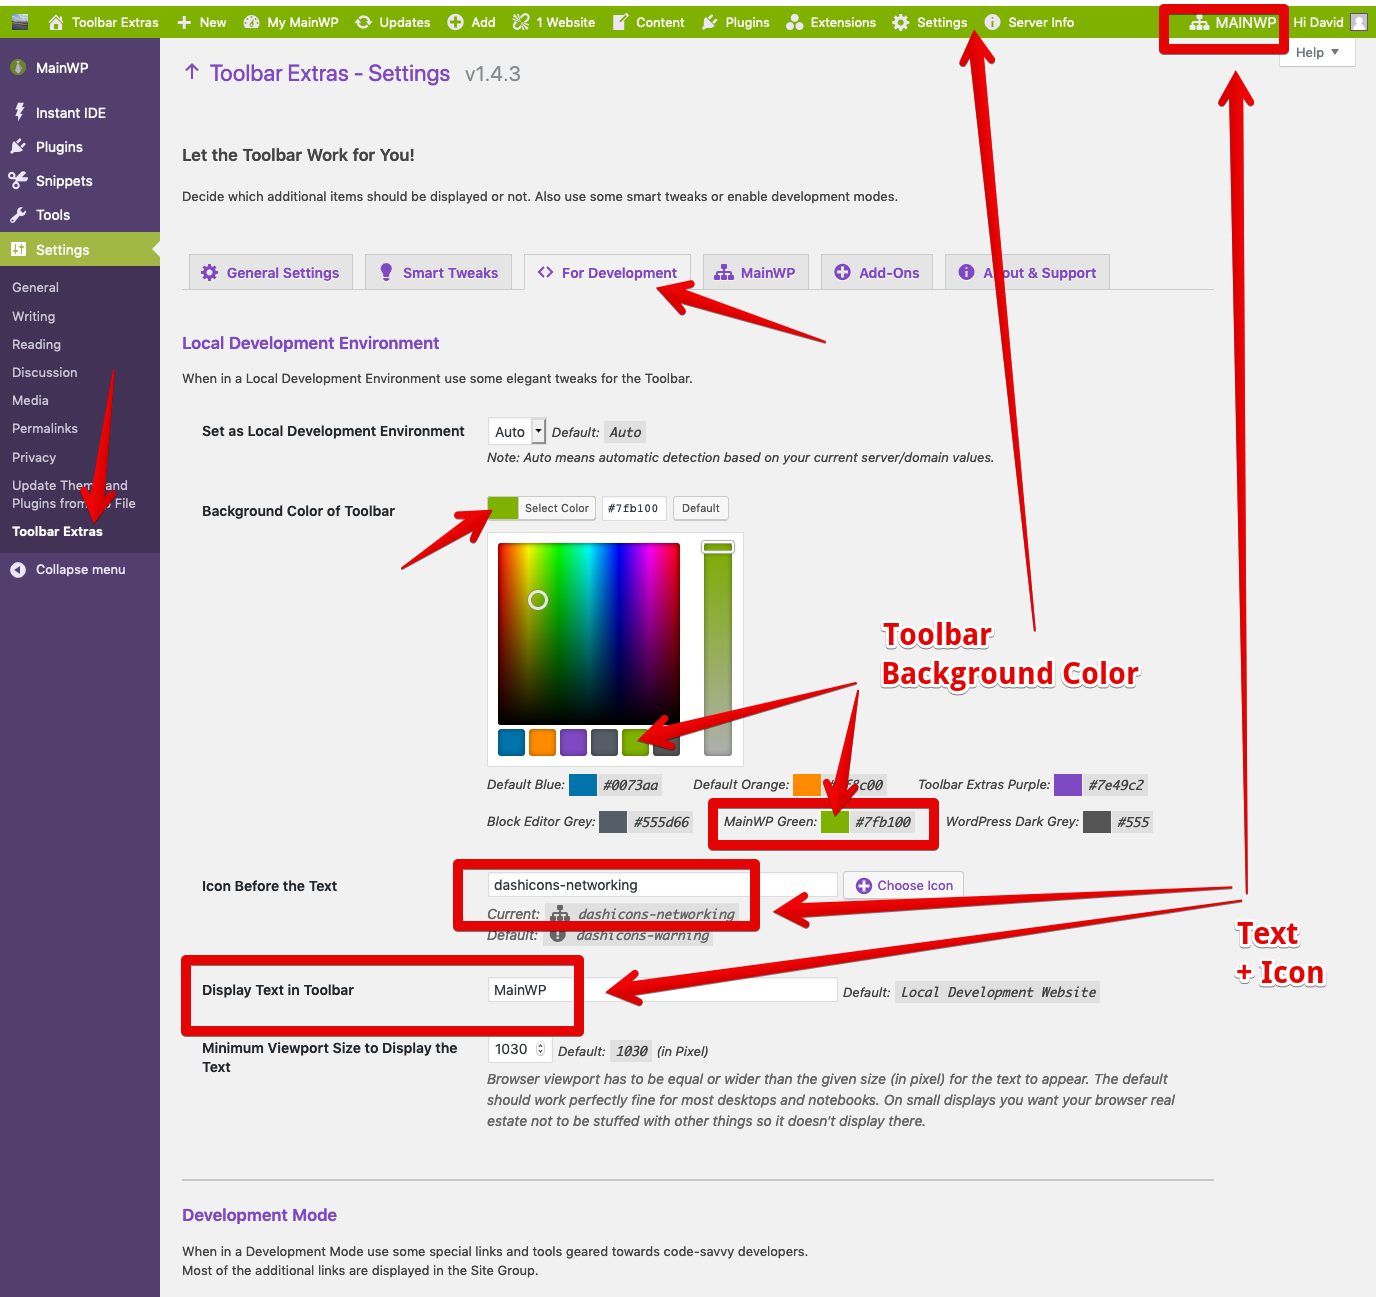 Toolbar Extras New My MainWP Updates Add 1 Website Content Plugins Extensions Settings Server Info MAINWP Hi David
Help
MainWP
Instant IDE
Plugins
Snippets
Tools
Settings
General
Writing
Reading
Discussion
Media
Permalinks
Privacy
Update Themes and
Plugins from File
Toolbar Extras
Collapse menu
↑ Toolbar Extras - Settings v1.4.3
Let the Toolbar Work for You!
Decide which additional items should be displayed or not. Also use some smart tweaks or enable development modes.
General Settings Smart Tweaks <> For Development MainWP Add-Ons About & Support
Local Development Environment
When in a Local Development Environment use some elegant tweaks for the Toolbar.
Set as Local Development Environment Auto Default: Auto
Note: Auto means automatic detection based on your current server/domain values.
Background Color of Toolbar Select Color #7fb100 Default
Toolbar
Background Color
Default Blue: #0073aa Default Orange: #ff8c00 Toolbar Extras Purple: #7e49c2
Block Editor Grey: #555d66 MainWP Green: #7fb100 WordPress Dark Grey: #555
Icon Before the Text dashicons-networking Choose Icon
Current: dashicons-networking
Default: dashicons-warning
Text
+ Icon
Display Text in Toolbar MainWP Default: Local Development Website
Minimum Viewport Size to Display the
Text
1030 Default: 1030 (in Pixel)
Browser viewport has to be equal or wider than the given size (in pixel) for the text to appear. The default
should work perfectly fine for most desktops and notebooks. On small displays you want your browser real
estate not to be stuffed with other things so it doesn't display there.
Development Mode
When in a Development Mode use some special links and tools geared towards code-savvy developers.
Most of the additional links are displayed in the Site Group.